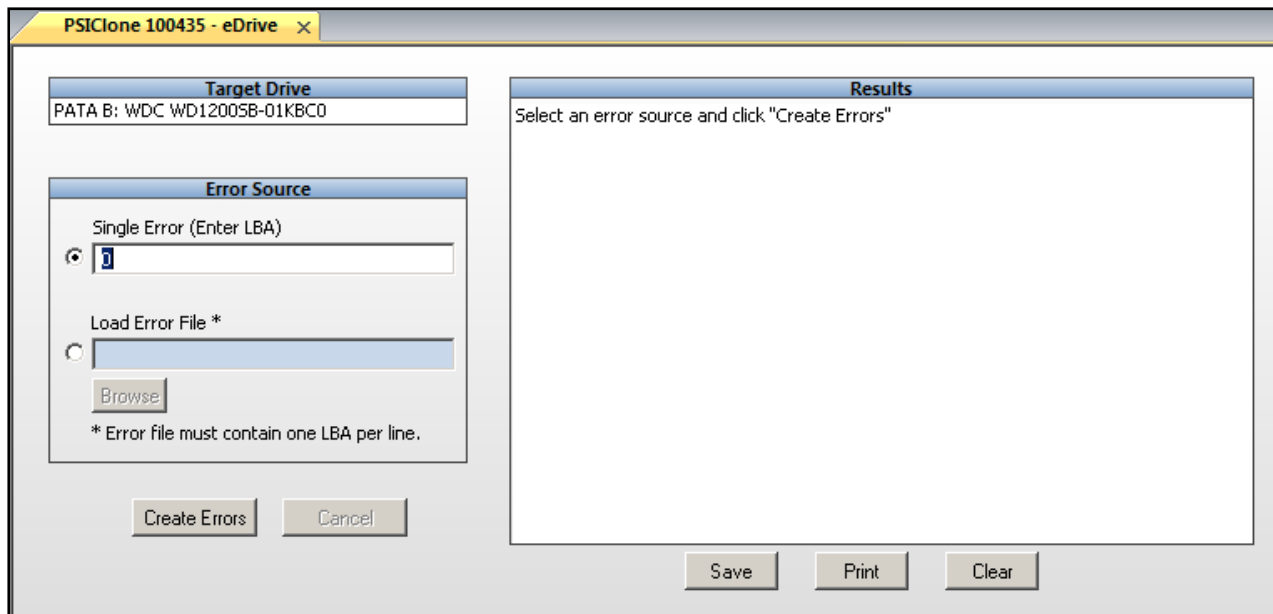 PSIClone 100435 - eDrive
Target Drive
PATA B: WDC WD1200SB-01KBC0
Error Source
Single Error (Enter LBA)
0
Load Error File *
Browse
* Error file must contain one LBA per line.
Create Errors
Cancel
Results
Select an error source and click "Create Errors"
Save
Print
Clear